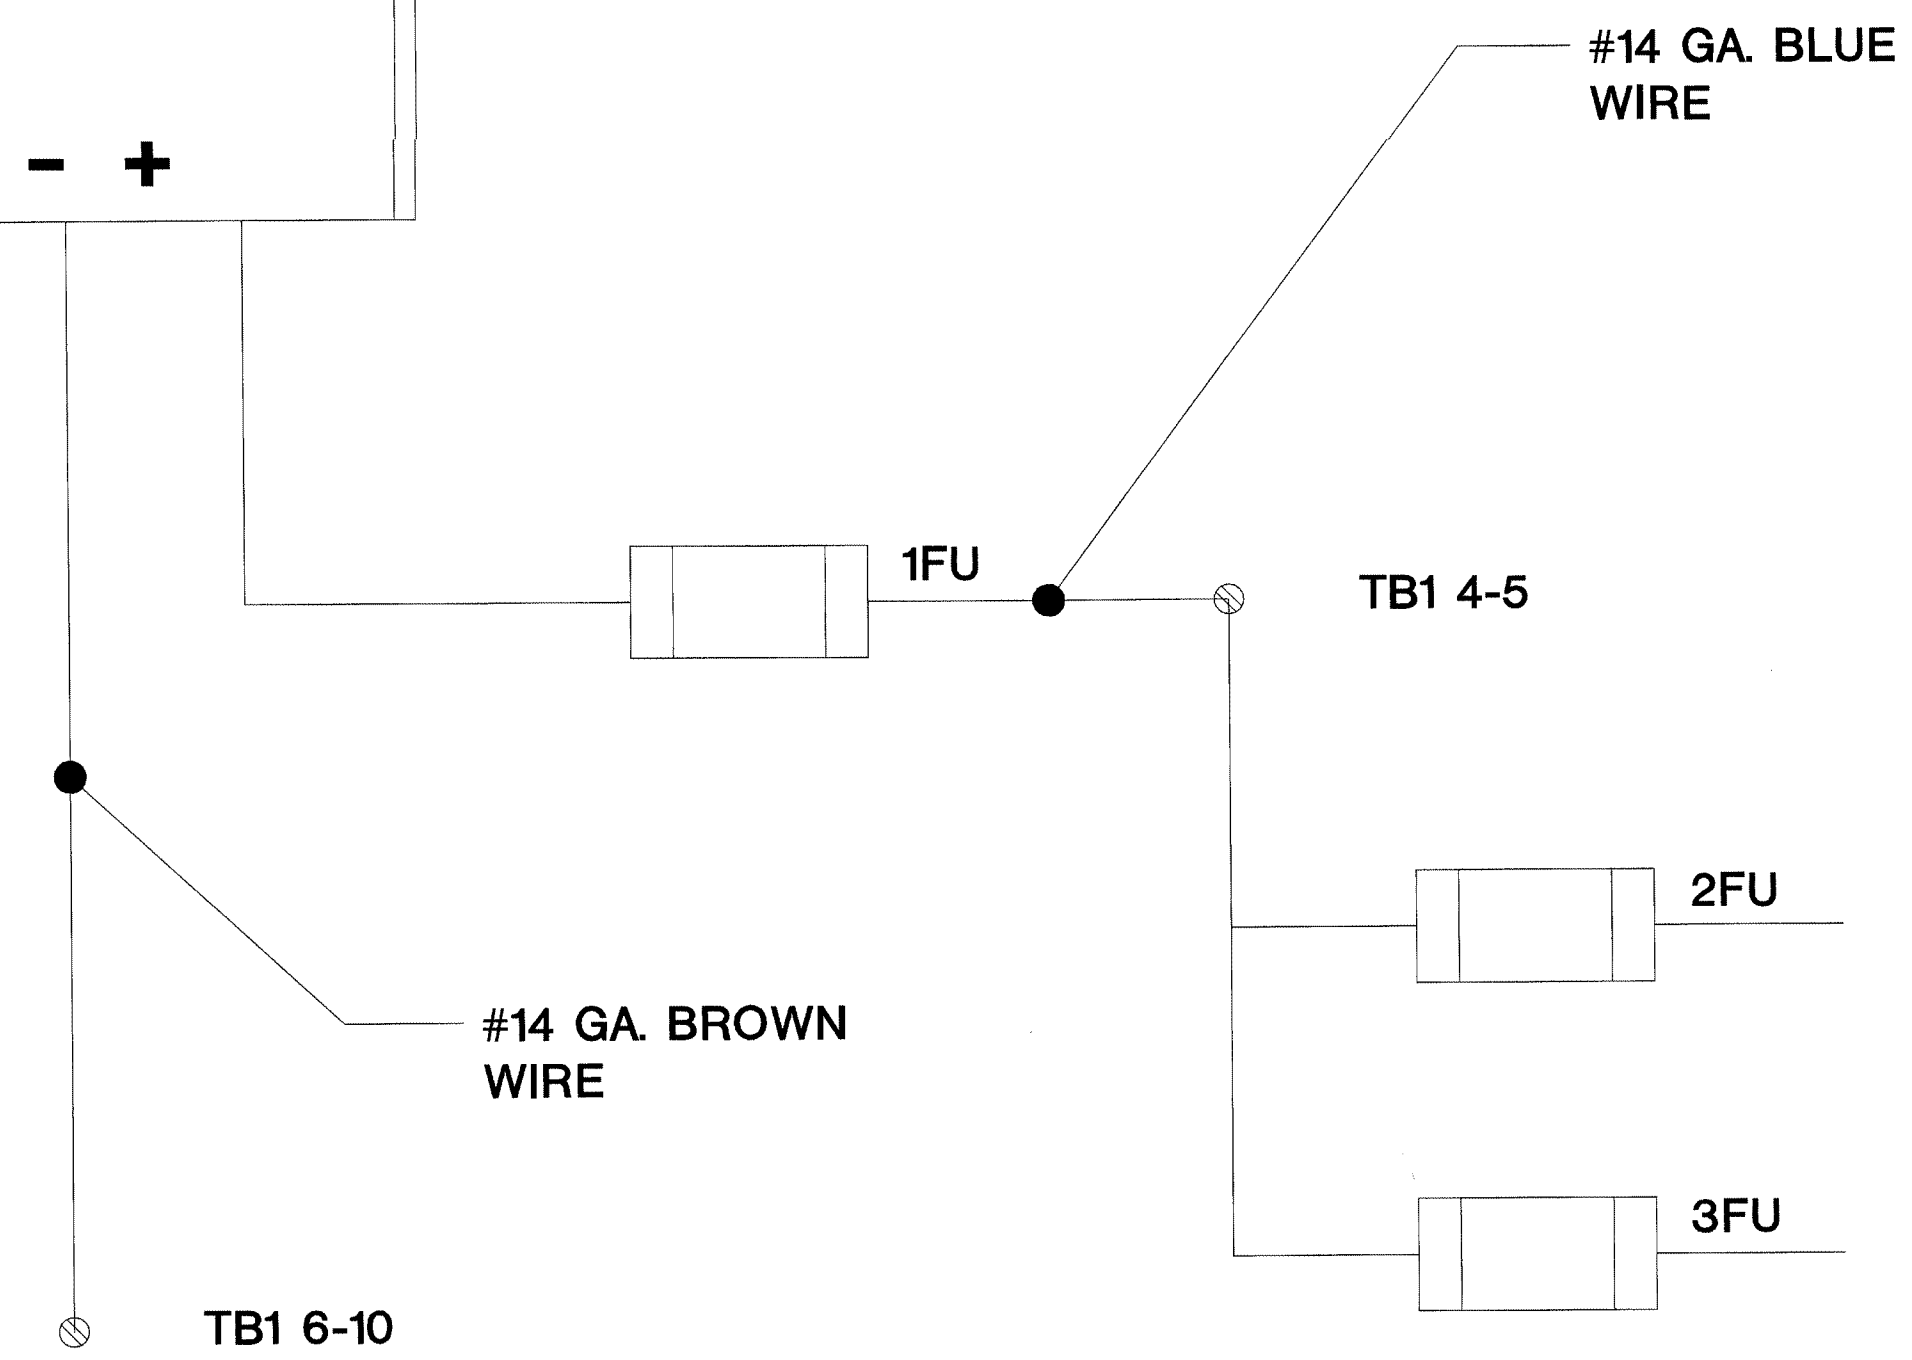 #14 GA. BLUE
WIRE
- +
1FU
TB1 4-5
2FU
#14 GA. BROWN
WIRE
3FU
TB1 6-10